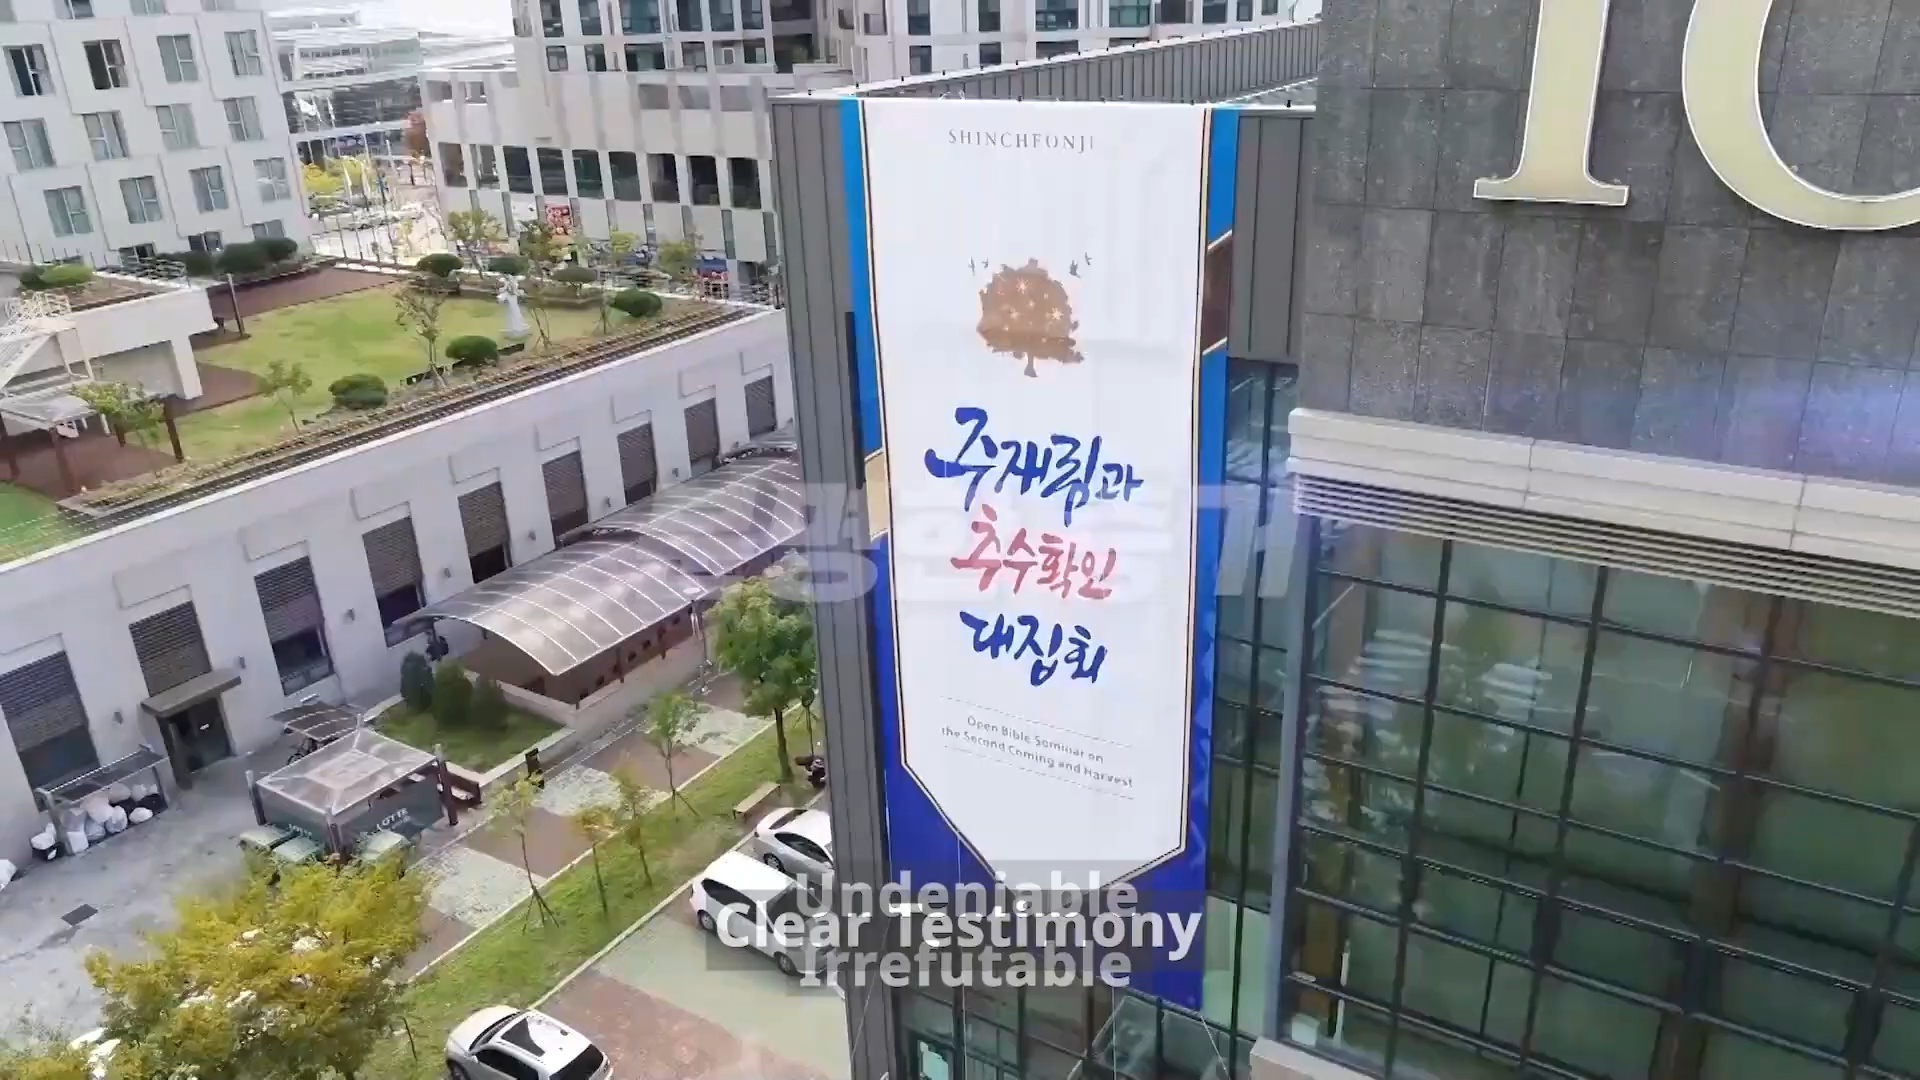 SHINCHEONJI
주재림과
추수확인
대집회
Open Bible Seminar on
the Second Coming and Harvest
Undeniable
Clear Testimony
Irrefutable
LOTTE